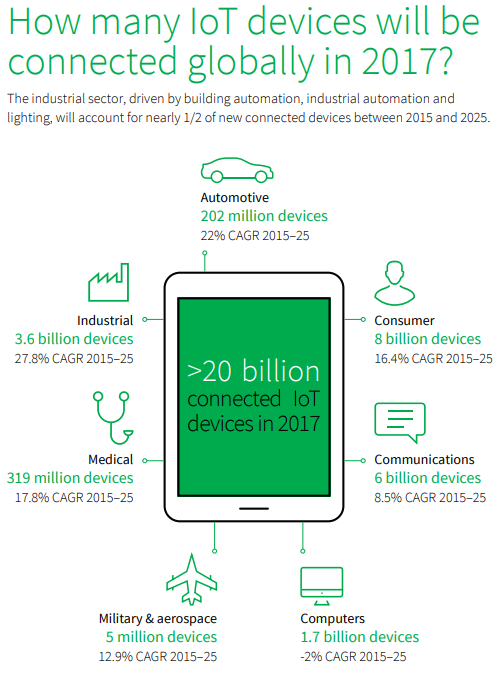 How many IoT devices will be
connected globally in 2017?
The industrial sector, driven by building automation, industrial automation and
lighting, will account for nearly 1/2 of new connected devices between 2015 and 2025.
Automotive
202 million devices
22% CAGR 2015–25
Industrial
3.6 billion devices
27.8% CAGR 2015–25
Consumer
8 billion devices
16.4% CAGR 2015–25
>20 billion
connected IoT
devices in 2017
Medical
319 million devices
17.8% CAGR 2015–25
Communications
6 billion devices
8.5% CAGR 2015–25
Military & aerospace
5 million devices
12.9% CAGR 2015–25
Computers
1.7 billion devices
-2% CAGR 2015–25